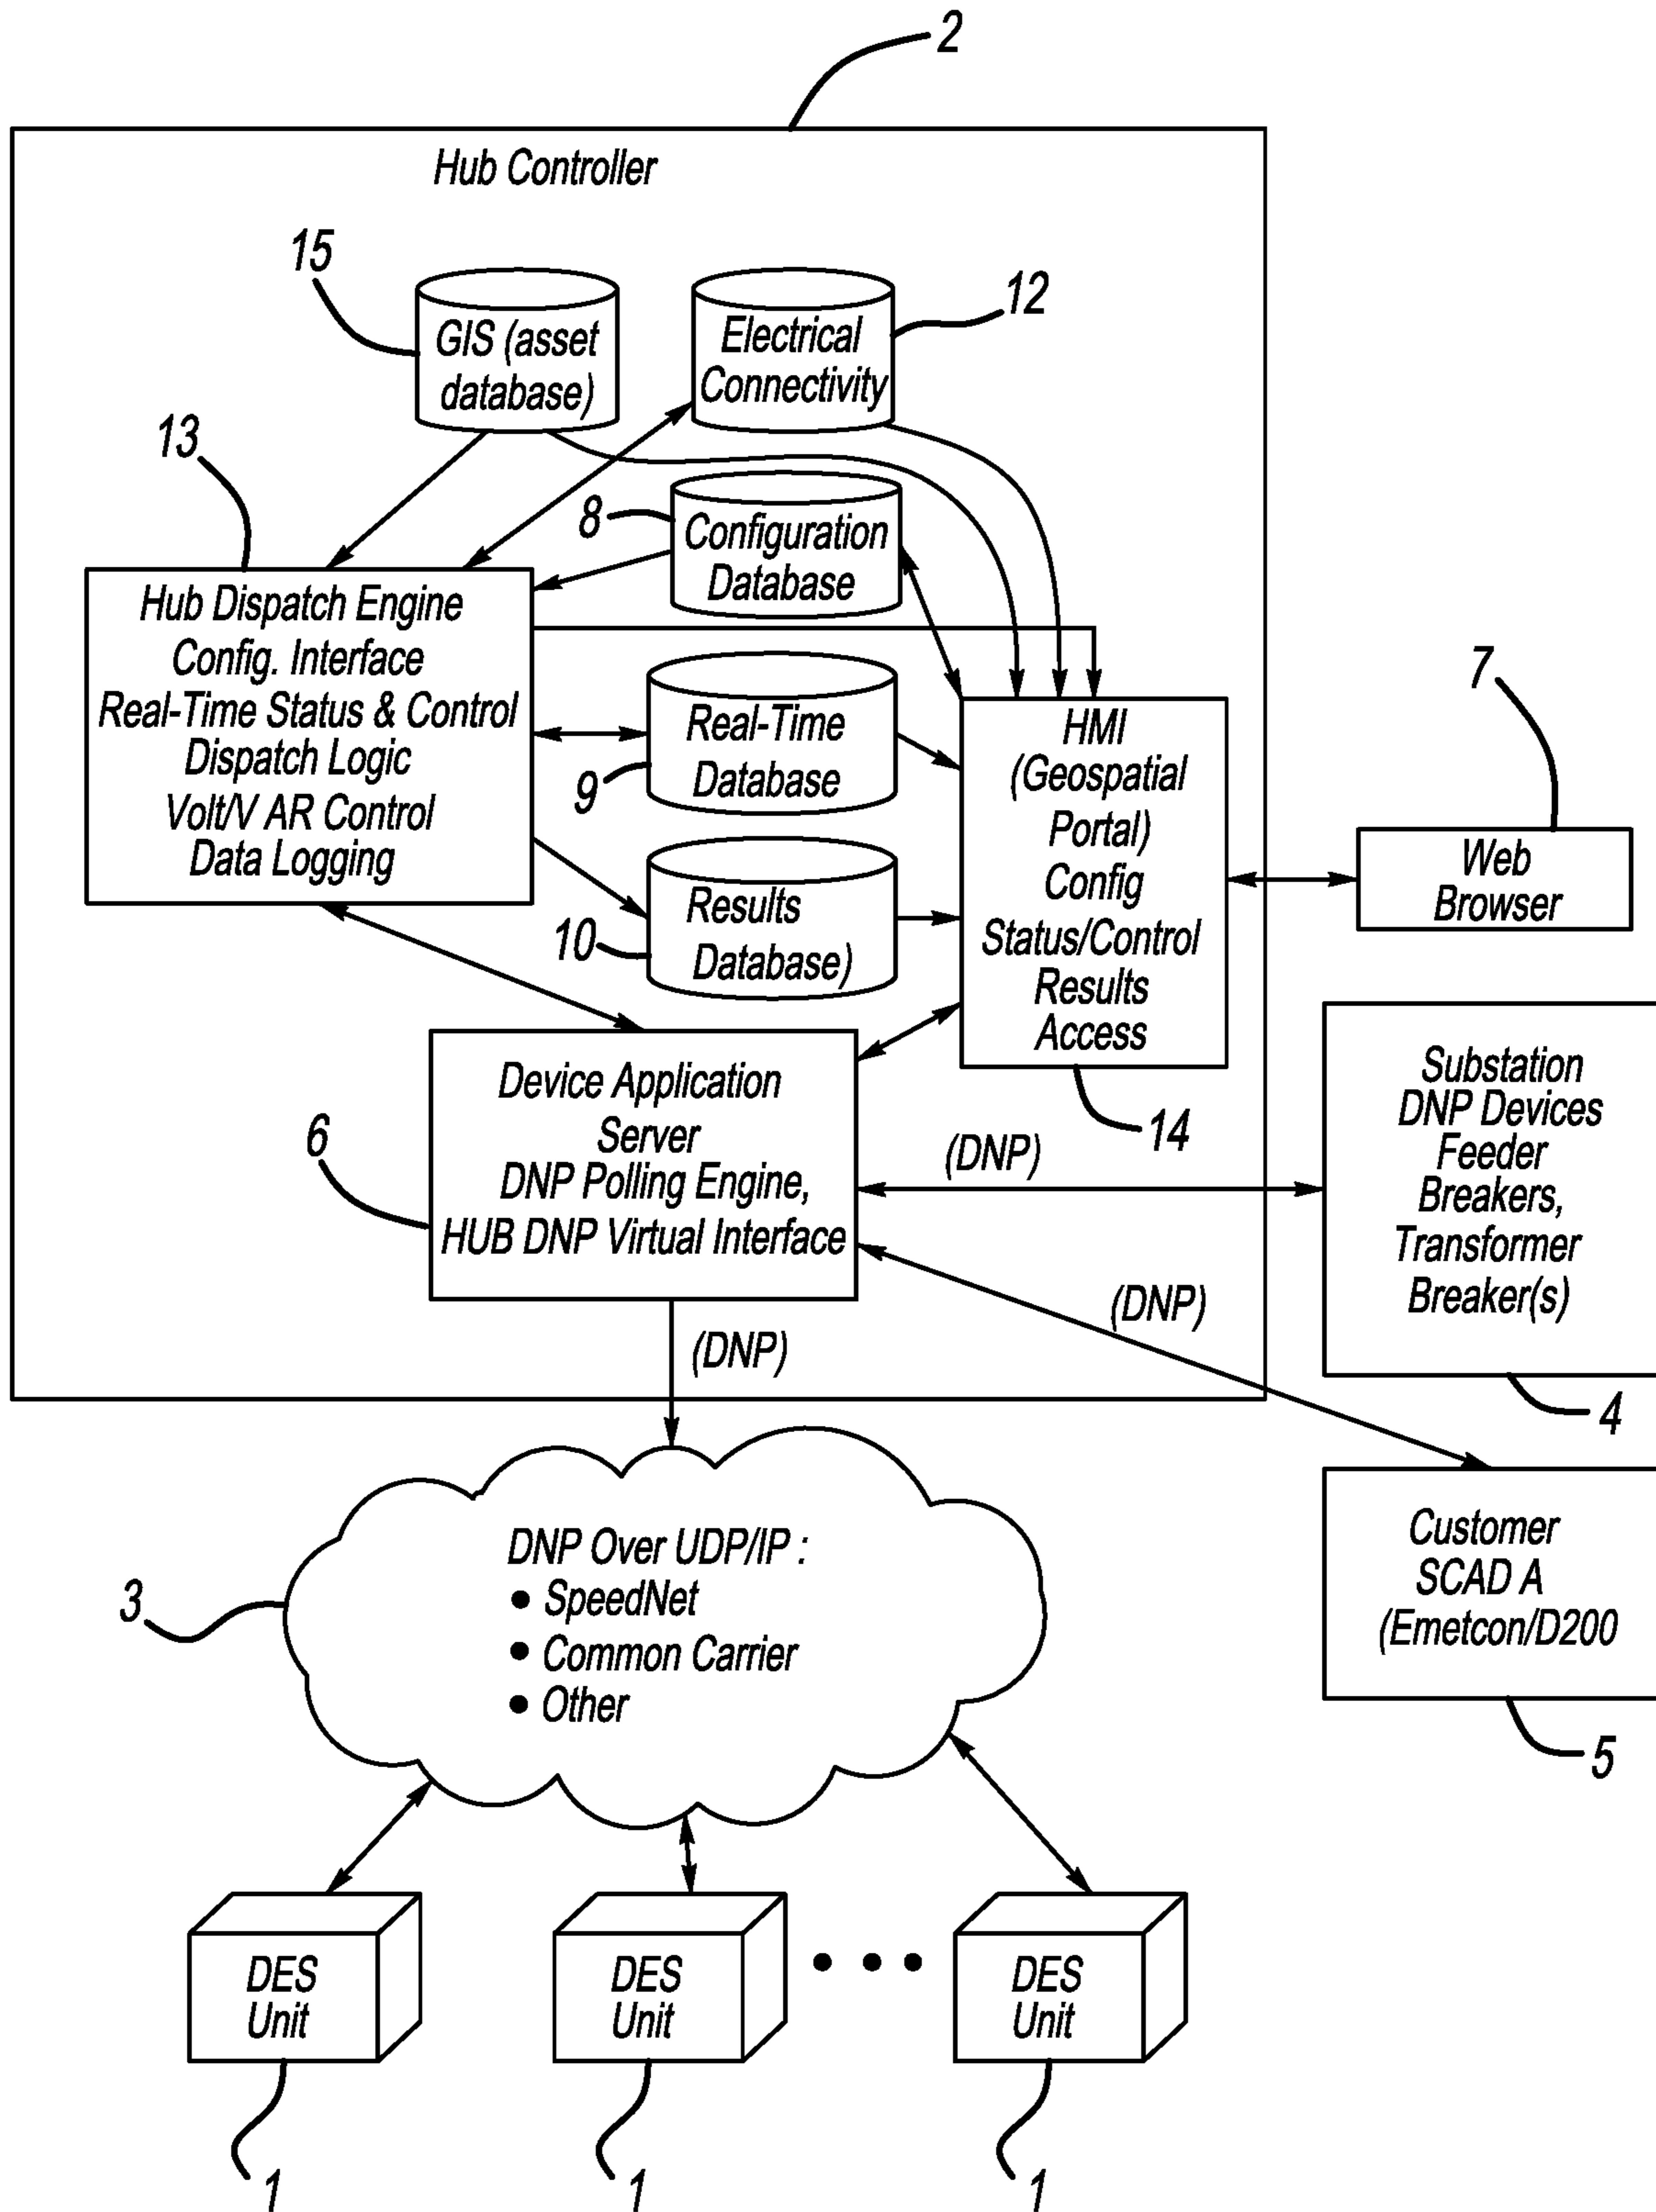 2
Hub Controller
15
GIS (asset
database)
Electrical
Connectivity
12
13
8
Configuration
Database
Hub Dispatch Engine
Config. Interface
Real-Time Status & Control
Dispatch Logic
Volt/V AR Control
Data Logging
Real-Time
Database
9
Results
Database)
10
HMI
(Geospatial
Portal)
Config
Status/Control
Results
Access
14
7
Web
Browser
Device Application
Server
DNP Polling Engine,
HUB DNP Virtual Interface
6
(DNP)
(DNP)
(DNP)
Substation
DNP Devices
Feeder
Breakers,
Transformer
Breaker(s)
4
Customer
SCAD A
(Emetcon/D200
5
3
DNP Over UDP/IP :
• SpeedNet
• Common Carrier
• Other
DES
Unit
DES
Unit
• • •
DES
Unit
1
1
1